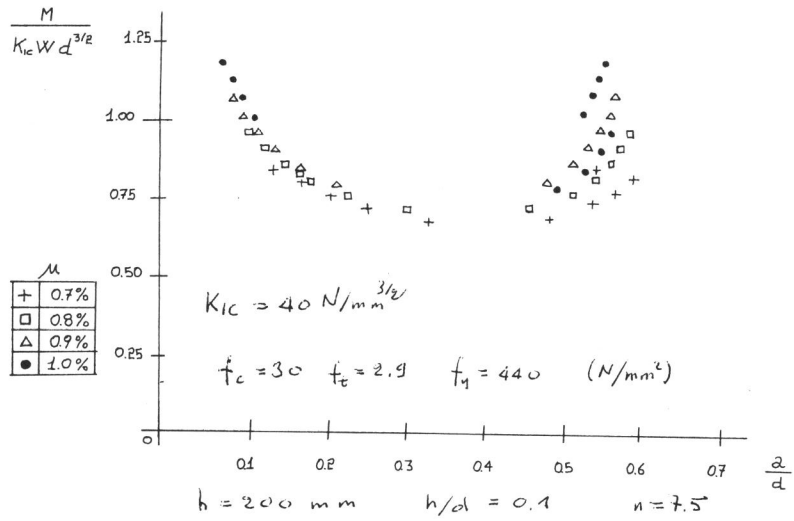 M
K_IC W d^3/2
1.25
1.00
0.75
0.50
0.25
0
μ
+ 0.7%
□ 0.8%
△ 0.9%
● 1.0%
K_IC = 40 N/mm^3/2
f_c = 30 f_t = 2.9 f_y = 440 (N/mm²)
0.1 0.2 0.3 0.4 0.5 0.6 0.7
a
d
h = 200 mm h/d = 0.1 n = 7.5